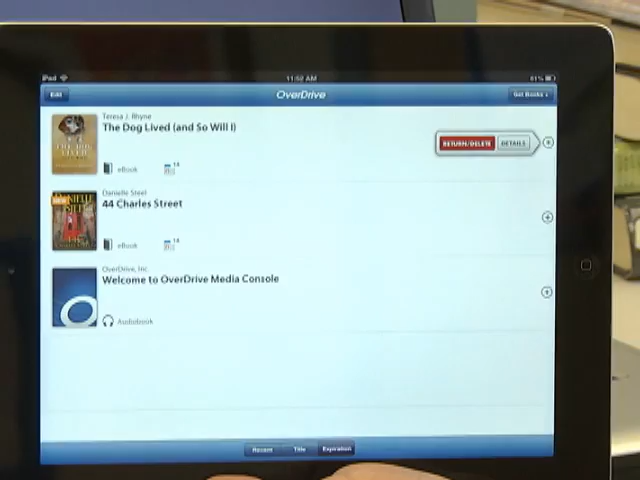 iPad 11:52 AM 81%
Edit OverDrive Get Books
Teresa J. Rhyne
The Dog Lived (and So Will I)
RETURN/DELETE DETAILS
eBook 14
Danielle Steel
44 Charles Street
eBook 14
OverDrive, Inc.
Welcome to OverDrive Media Console
Audiobook
Recent Title Expiration